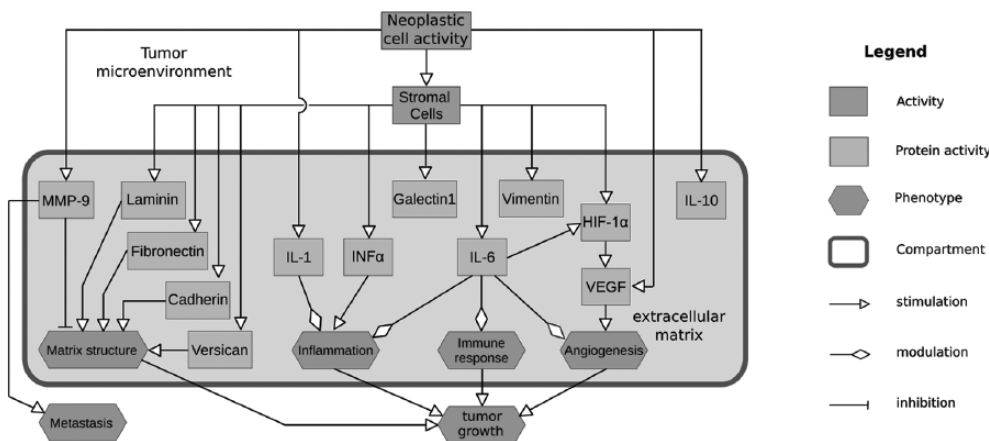 Neoplastic
cell activity
Tumor
microenvironment
Stromal
Cells
MMP-9
Laminin
Galectin1
Vimentin
IL-10
HIF-1α
Fibronectin
IL-1
INFα
IL-6
Cadherin
VEGF
extracellular
matrix
Matrix structure
Versican
Inflammation
Immune
response
Angiogenesis
Metastasis
tumor
growth
Legend
Activity
Protein activity
Phenotype
Compartment
stimulation
modulation
inhibition